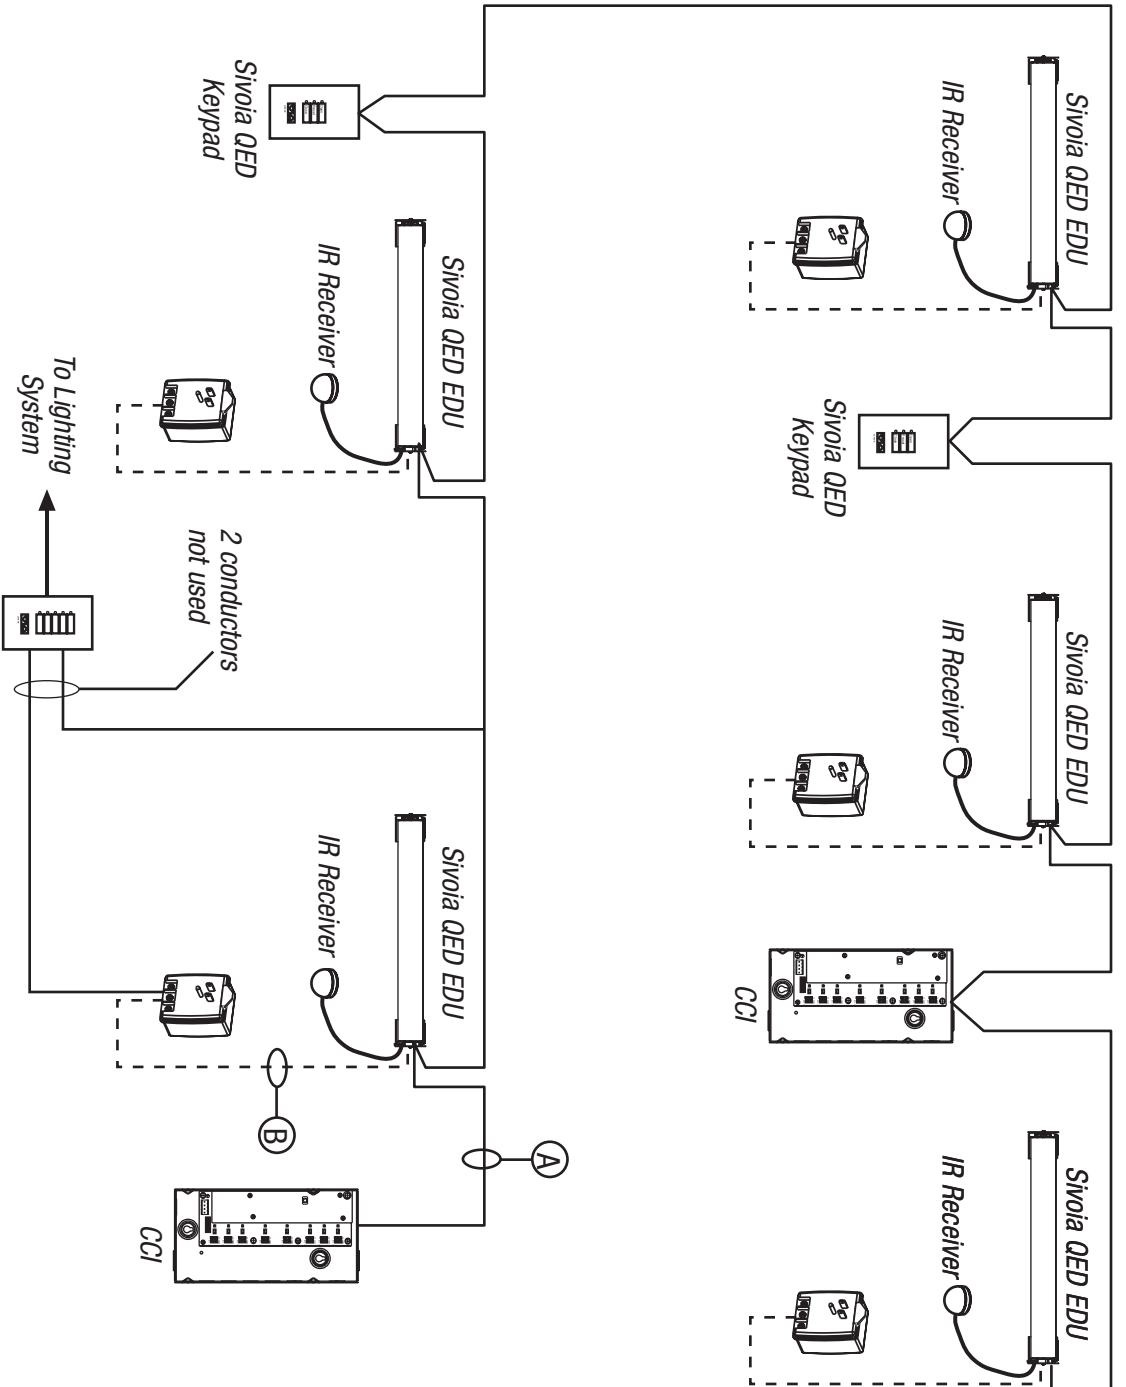 Sivoia QED EDU
IR Receiver
Sivoia QED
Keypad
Sivoia QED EDU
IR Receiver
CCI
Sivoia QED EDU
IR Receiver
Sivoia QED
Keypad
Sivoia QED EDU
IR Receiver
To Lighting
System
2 conductors
not used
Sivoia QED EDU
IR Receiver
B
A
CCI